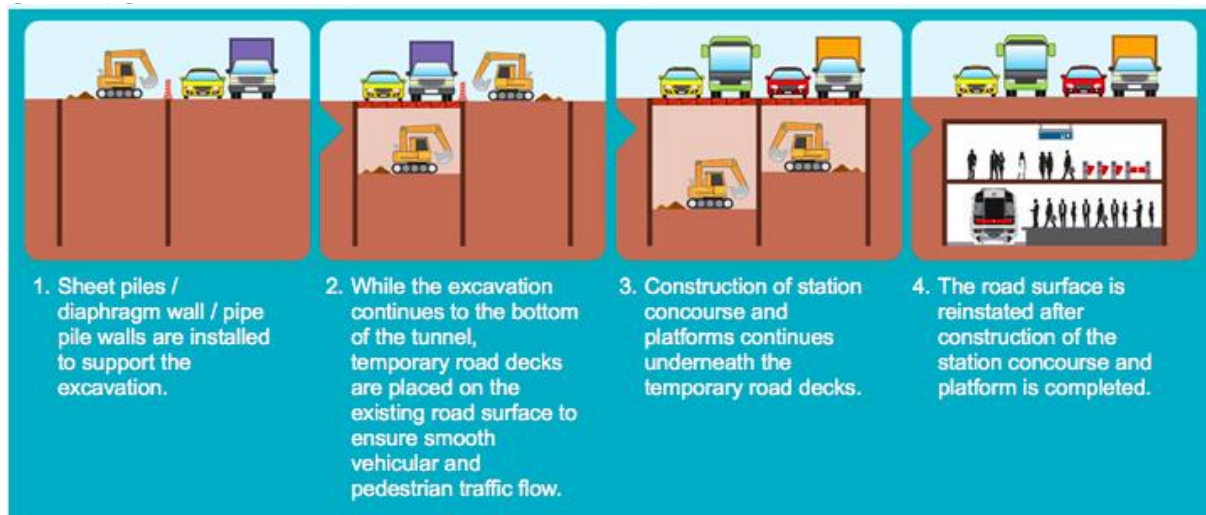 1. Sheet piles /
diaphragm wall / pipe
pile walls are installed
to support the
excavation.
2. While the excavation
continues to the bottom
of the tunnel,
temporary road decks
are placed on the
existing road surface to
ensure smooth
vehicular and
pedestrian traffic flow.
3. Construction of station
concourse and
platforms continues
underneath the
temporary road decks.
4. The road surface is
reinstated after
construction of the
station concourse and
platform is completed.